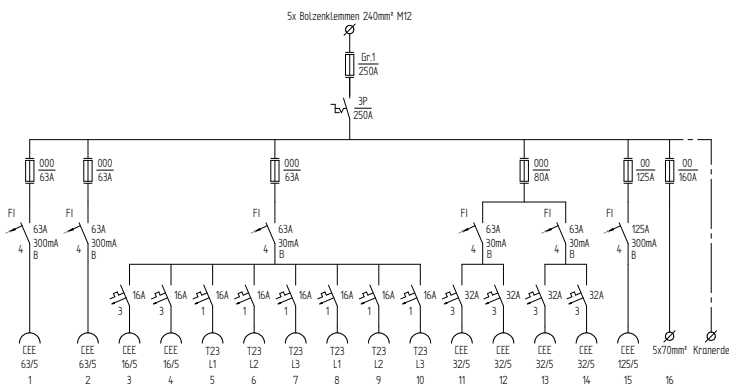 5x Bolzenklemmen 240mm² M12
Gr.1
250A
3P
250A
000 000 000 000 00 00
63A 63A 63A 80A 125A 160A
FI 63A FI 63A 63A FI 63A FI 63A FI 125A
300mA 300mA 30mA 30mA 30mA 300mA
4 B 4 B B 4 B 4 B 4 B
16A 16A 16A 16A 16A 16A 16A 16A 32A 32A 32A 32A
3 3 1 1 1 1 1 1 3 3 3 3
CEE CEE CEE CEE T23 T23 T23 T23 T23 T23 CEE CEE CEE CEE CEE 5x70mm² Kranerde
63/5 63/5 16/5 16/5 L1 L2 L3 L1 L2 L3 32/5 32/5 32/5 32/5 125/5
1 2 3 4 5 6 7 8 9 10 11 12 13 14 15 16